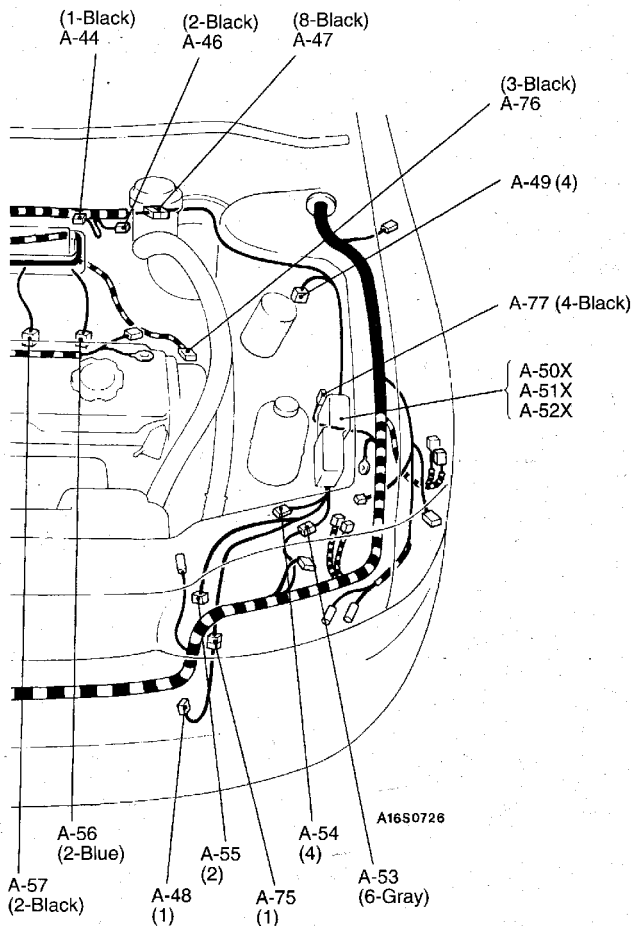 (1-Black)
A-44
(2-Black)
A-46
(8-Black)
A-47
(3-Black)
A-76
A-49 (4)
A-77 (4-Black)
A-50X
A-51X
A-52X
A16S0726
A-57
(2-Black)
A-56
(2-Blue)
A-48
(1)
A-55
(2)
A-75
(1)
A-54
(4)
A-53
(6-Gray)